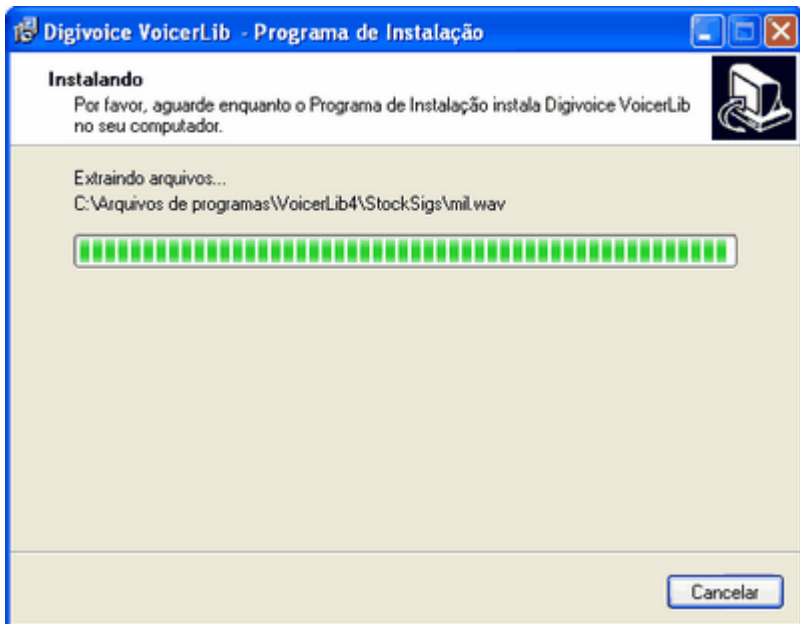 Digivoice VoicerLib - Programa de Instalação
Instalando
Por favor, aguarde enquanto o Programa de Instalação instala Digivoice VoicerLib
no seu computador.
Extraindo arquivos...
C:\Arquivos de programas\VoicerLib4\StockSigs\mil.wav
Cancelar